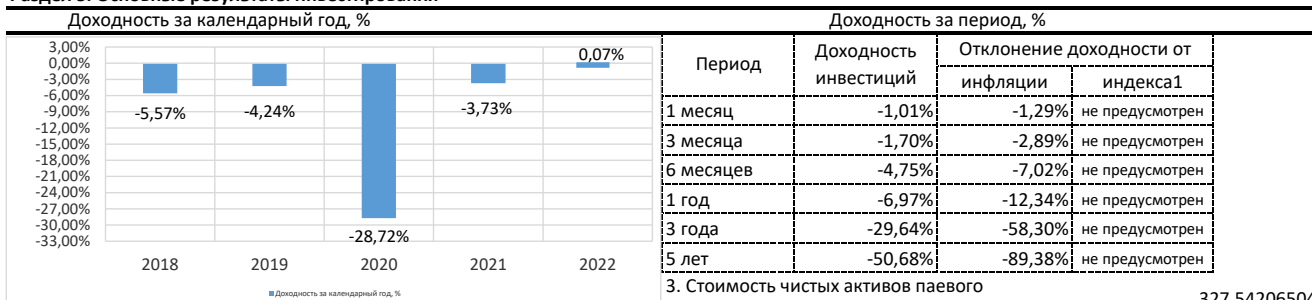 Доходность за календарный год, %
Доходность за период, %
3,00%
0,00%
-3,00%
-6,00%
-9,00%
-12,00%
-15,00%
-18,00%
-21,00%
-24,00%
-27,00%
-30,00%
-33,00%
-5,57%
-4,24%
-28,72%
-3,73%
0,07%
2018 2019 2020 2021 2022
Доходность за календарный год, %
Период Доходность инвестиций Отклонение доходности от
инфляции индекса1
1 месяц -1,01% -1,29% не предусмотрен
3 месяца -1,70% -2,89% не предусмотрен
6 месяцев -4,75% -7,02% не предусмотрен
1 год -6,97% -12,34% не предусмотрен
3 года -29,64% -58,30% не предусмотрен
5 лет -50,68% -89,38% не предусмотрен
3. Стоимость чистых активов паевого